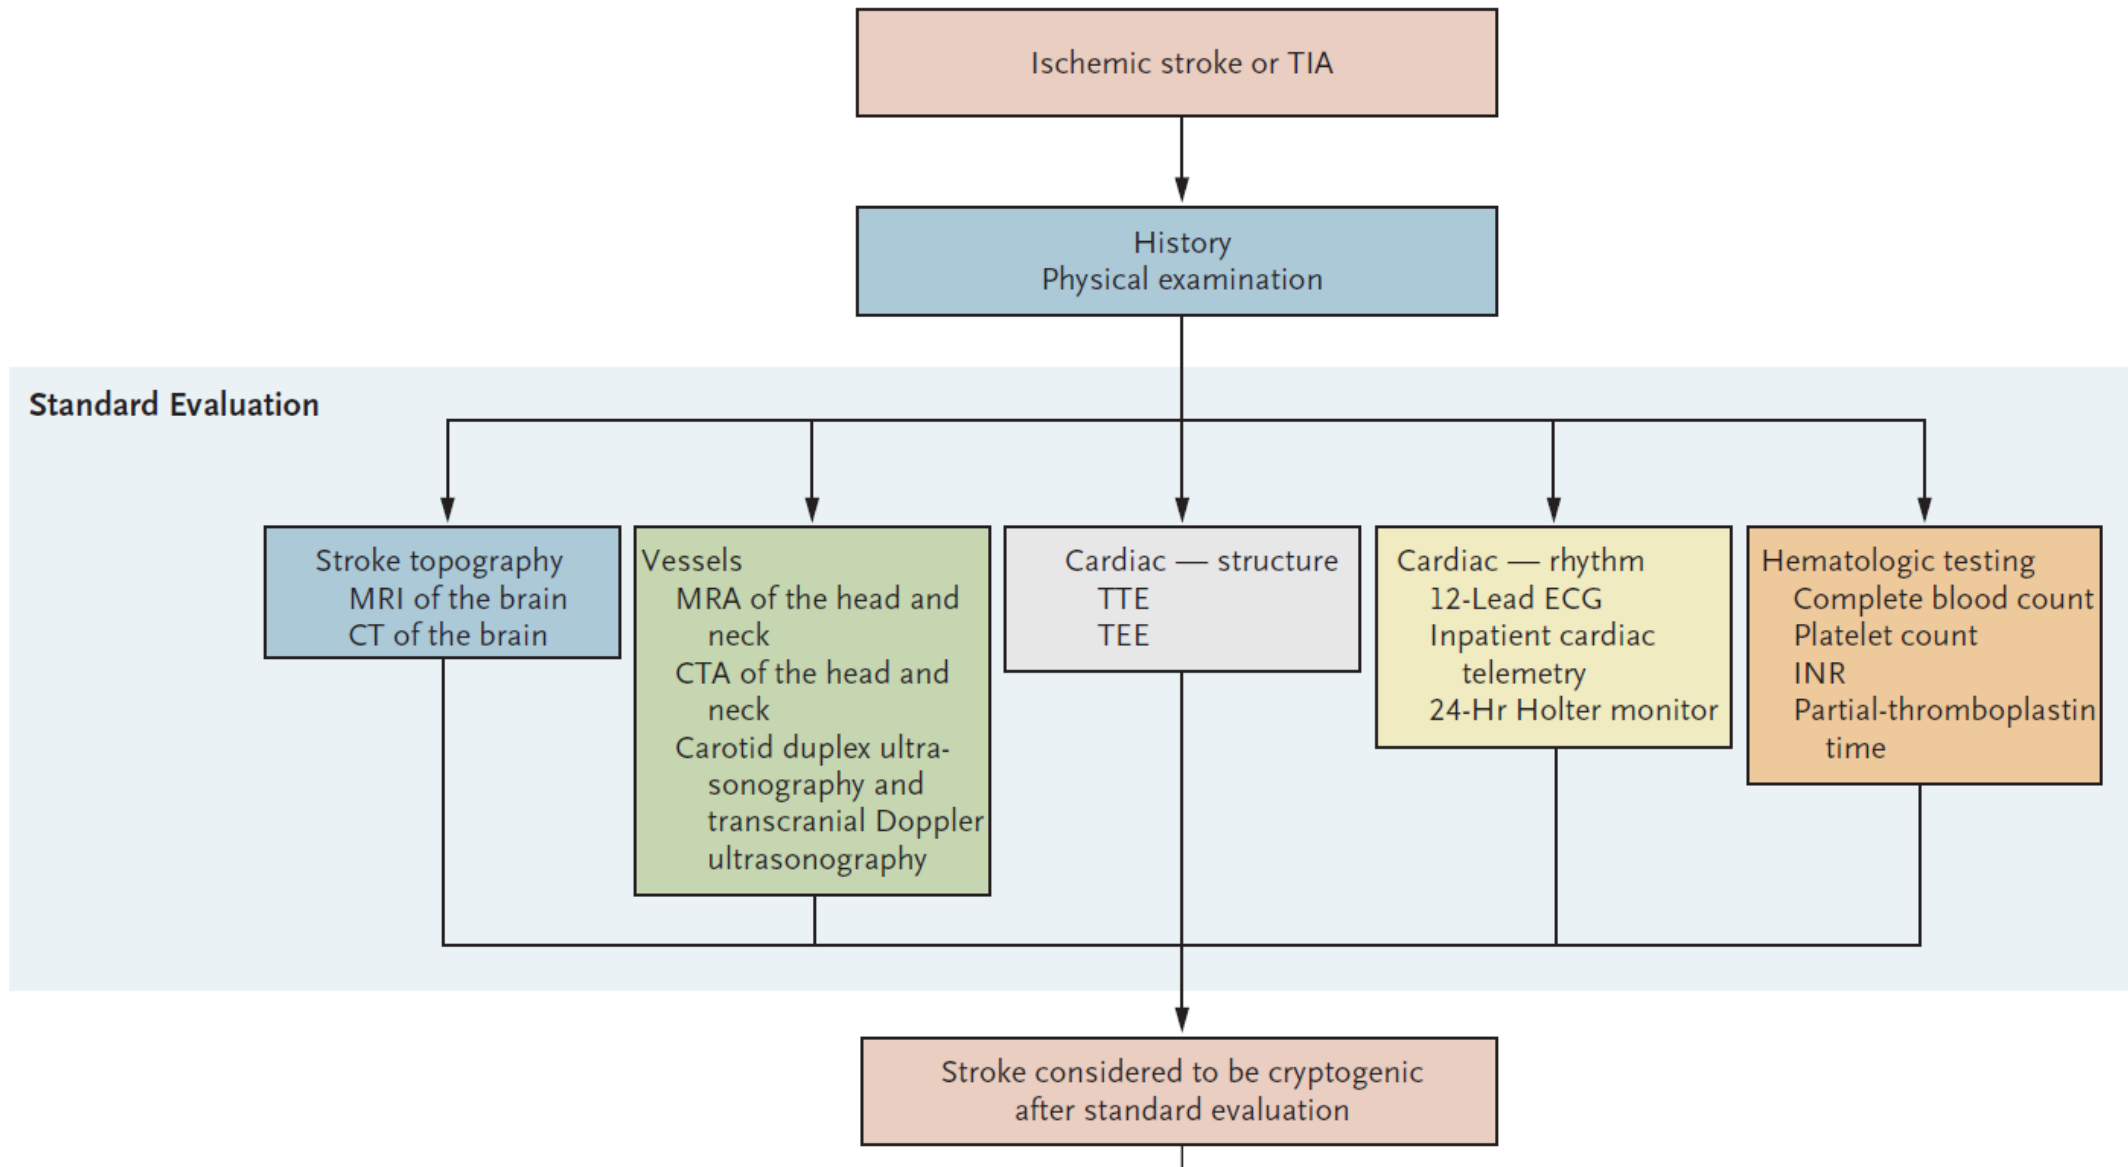 Ischemic stroke or TIA
History
Physical examination
Standard Evaluation
Stroke topography
MRI of the brain
CT of the brain
Vessels
MRA of the head and
neck
CTA of the head and
neck
Carotid duplex ultra-
sonography and
transcranial Doppler
ultrasonography
Cardiac — structure
TTE
TEE
Cardiac — rhythm
12-Lead ECG
Inpatient cardiac
telemetry
24-Hr Holter monitor
Hematologic testing
Complete blood count
Platelet count
INR
Partial-thromboplastin
time
Stroke considered to be cryptogenic
after standard evaluation